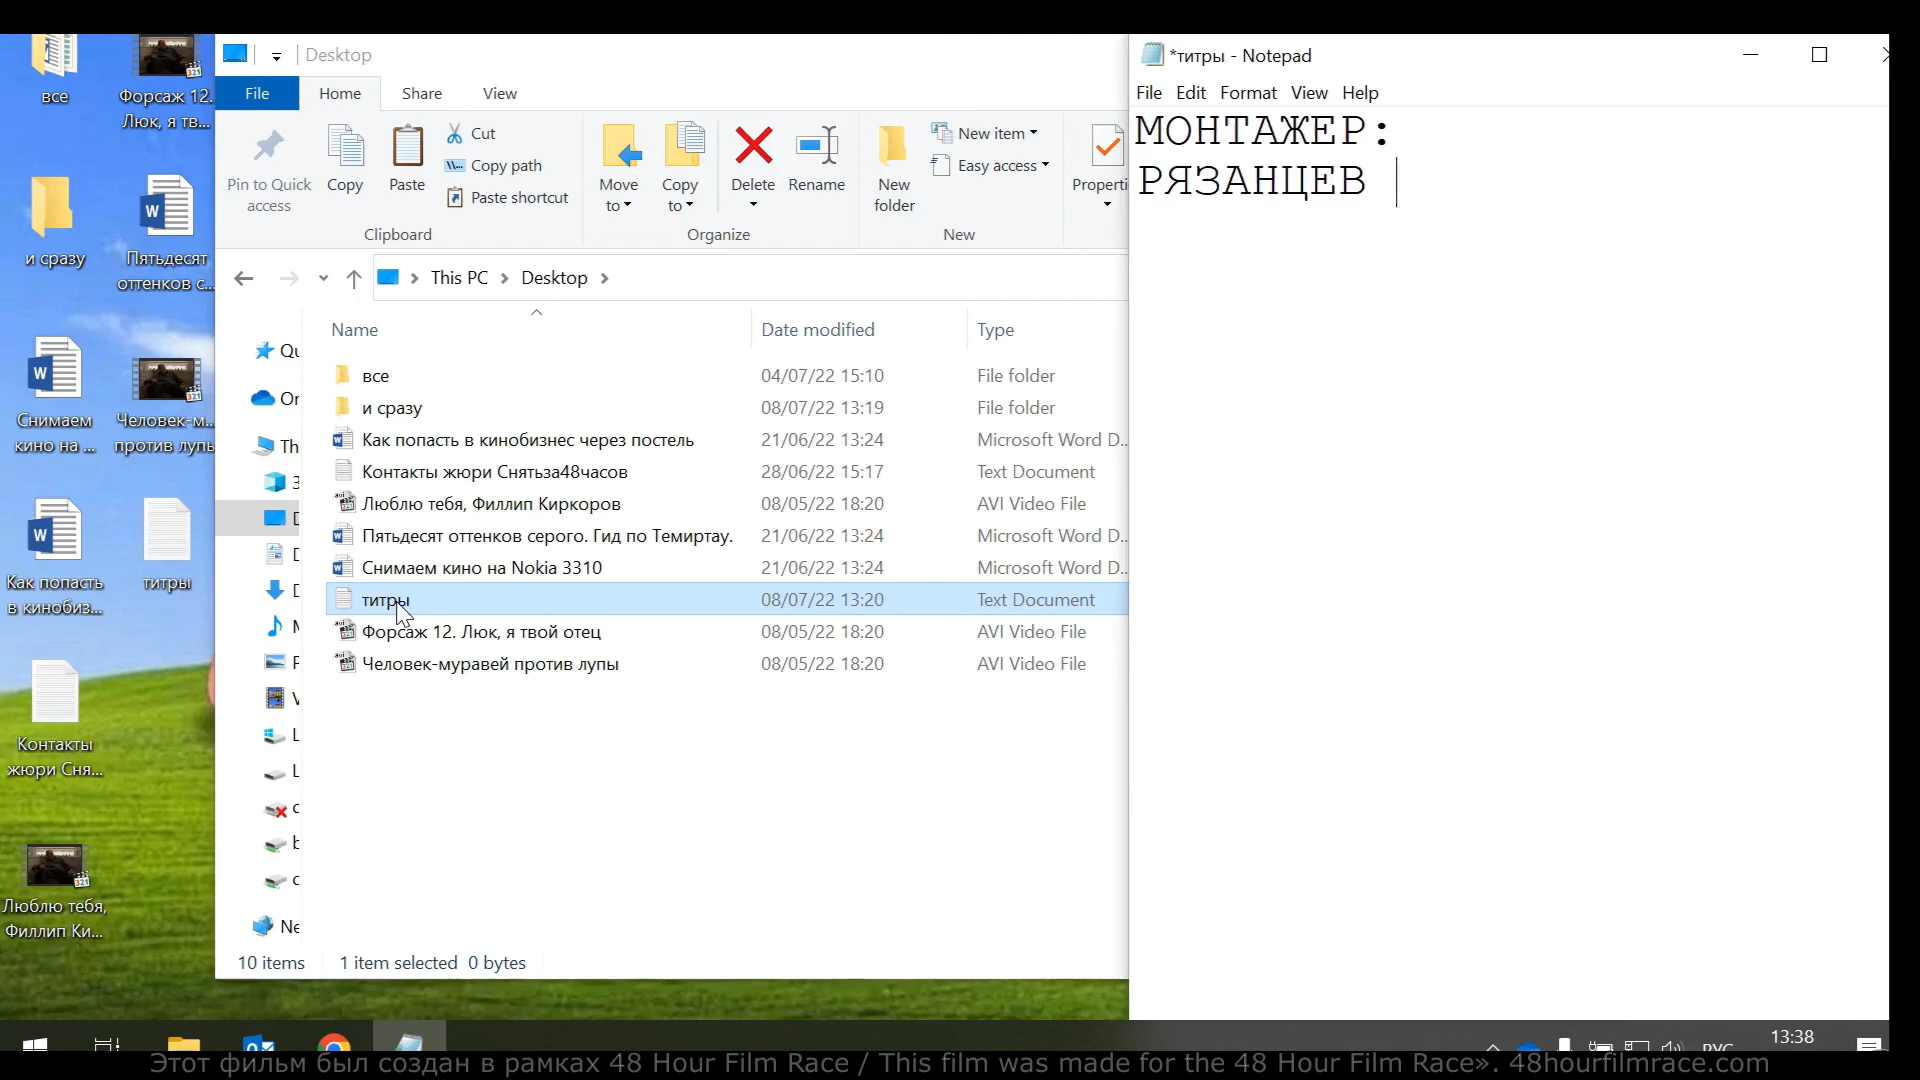 все
Форсаж 12.
Люк, я тв...
и сразу
Пятьдесят
оттенков с...
Снимаем
кино на ...
Человек-м...
против лупы
Как попасть
в кинобиз...
титры
Контакты
жюри Сня...
Люблю тебя,
Филлип Ки...
Desktop
File Home Share View
Pin to Quick
access
Copy
Paste
Cut
Copy path
Paste shortcut
Clipboard
Move
to
Copy
to
Delete
Rename
Organize
New
folder
New item
Easy access
New
Properti
This PC > Desktop >
Name Date modified Type
все 04/07/22 15:10 File folder
и сразу 08/07/22 13:19 File folder
Как попасть в кинобизнес через постель 21/06/22 13:24 Microsoft Word D...
Контакты жюри Снятьза48часов 28/06/22 15:17 Text Document
Люблю тебя, Филлип Киркоров 08/05/22 18:20 AVI Video File
Пятьдесят оттенков серого. Гид по Темиртау. 21/06/22 13:24 Microsoft Word D...
Снимаем кино на Nokia 3310 21/06/22 13:24 Microsoft Word D...
титры 08/07/22 13:20 Text Document
Форсаж 12. Люк, я твой отец 08/05/22 18:20 AVI Video File
Человек-муравей против лупы 08/05/22 18:20 AVI Video File
10 items 1 item selected 0 bytes
*титры - Notepad
File Edit Format View Help
МОНТАЖЕР:
РЯЗАНЦЕВ
РУС
13:38
Этот фильм был создан в рамках 48 Hour Film Race / This film was made for the 48 Hour Film Race». 48hourfilmrace.com